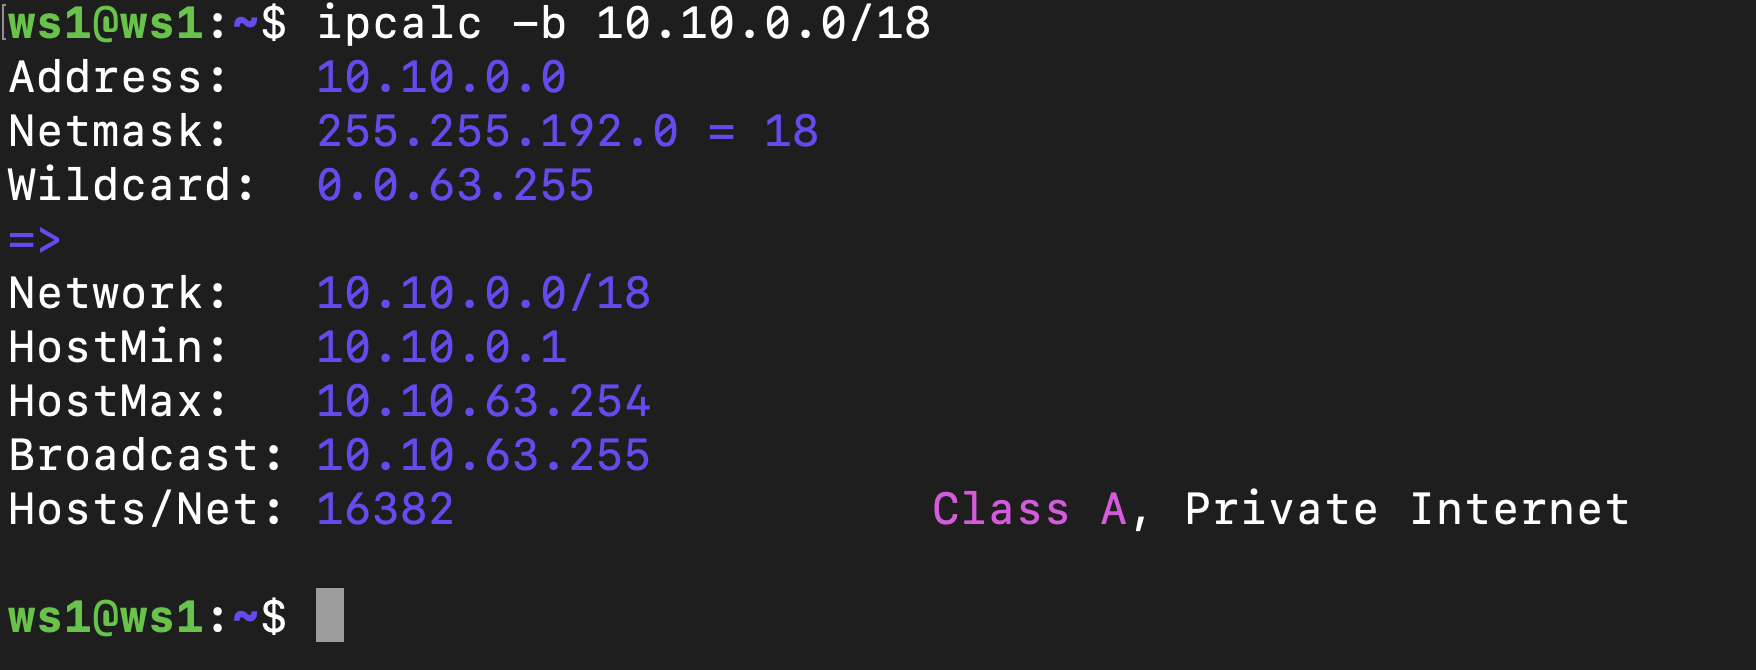 ws1@ws1:~$ ipcalc -b 10.10.0.0/18
Address:   10.10.0.0
Netmask:   255.255.192.0 = 18
Wildcard:  0.0.63.255
=>
Network:   10.10.0.0/18
HostMin:   10.10.0.1
HostMax:   10.10.63.254
Broadcast: 10.10.63.255
Hosts/Net: 16382                 Class A, Private Internet
ws1@ws1:~$